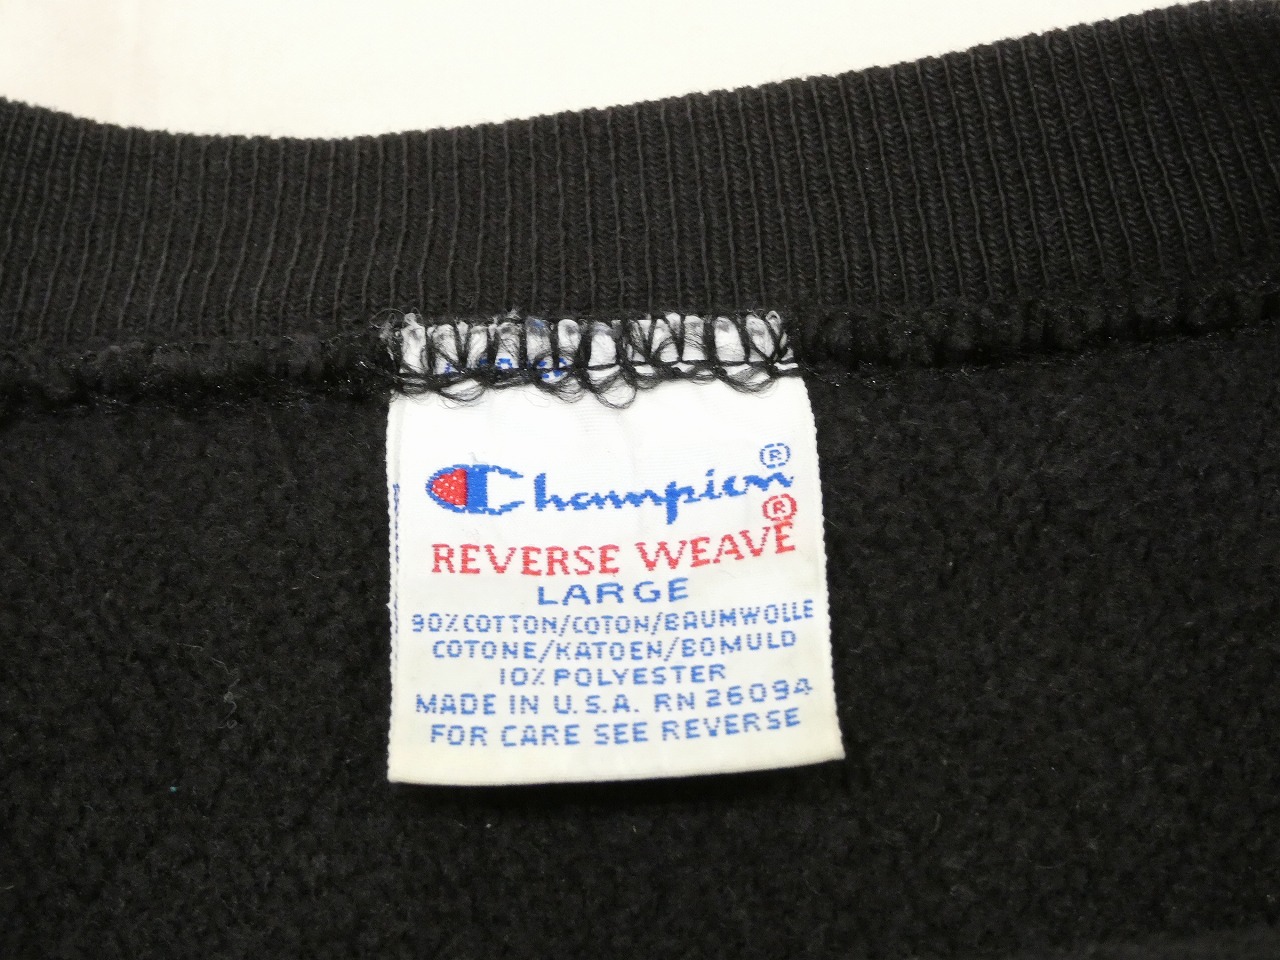 Champion®
REVERSE WEAVE®
LARGE
90% COTTON/COTON/BAUMWOLLE
COTONE/KATOEN/BOMULD
10% POLYESTER
MADE IN U.S.A. RN 26094
FOR CARE SEE REVERSE